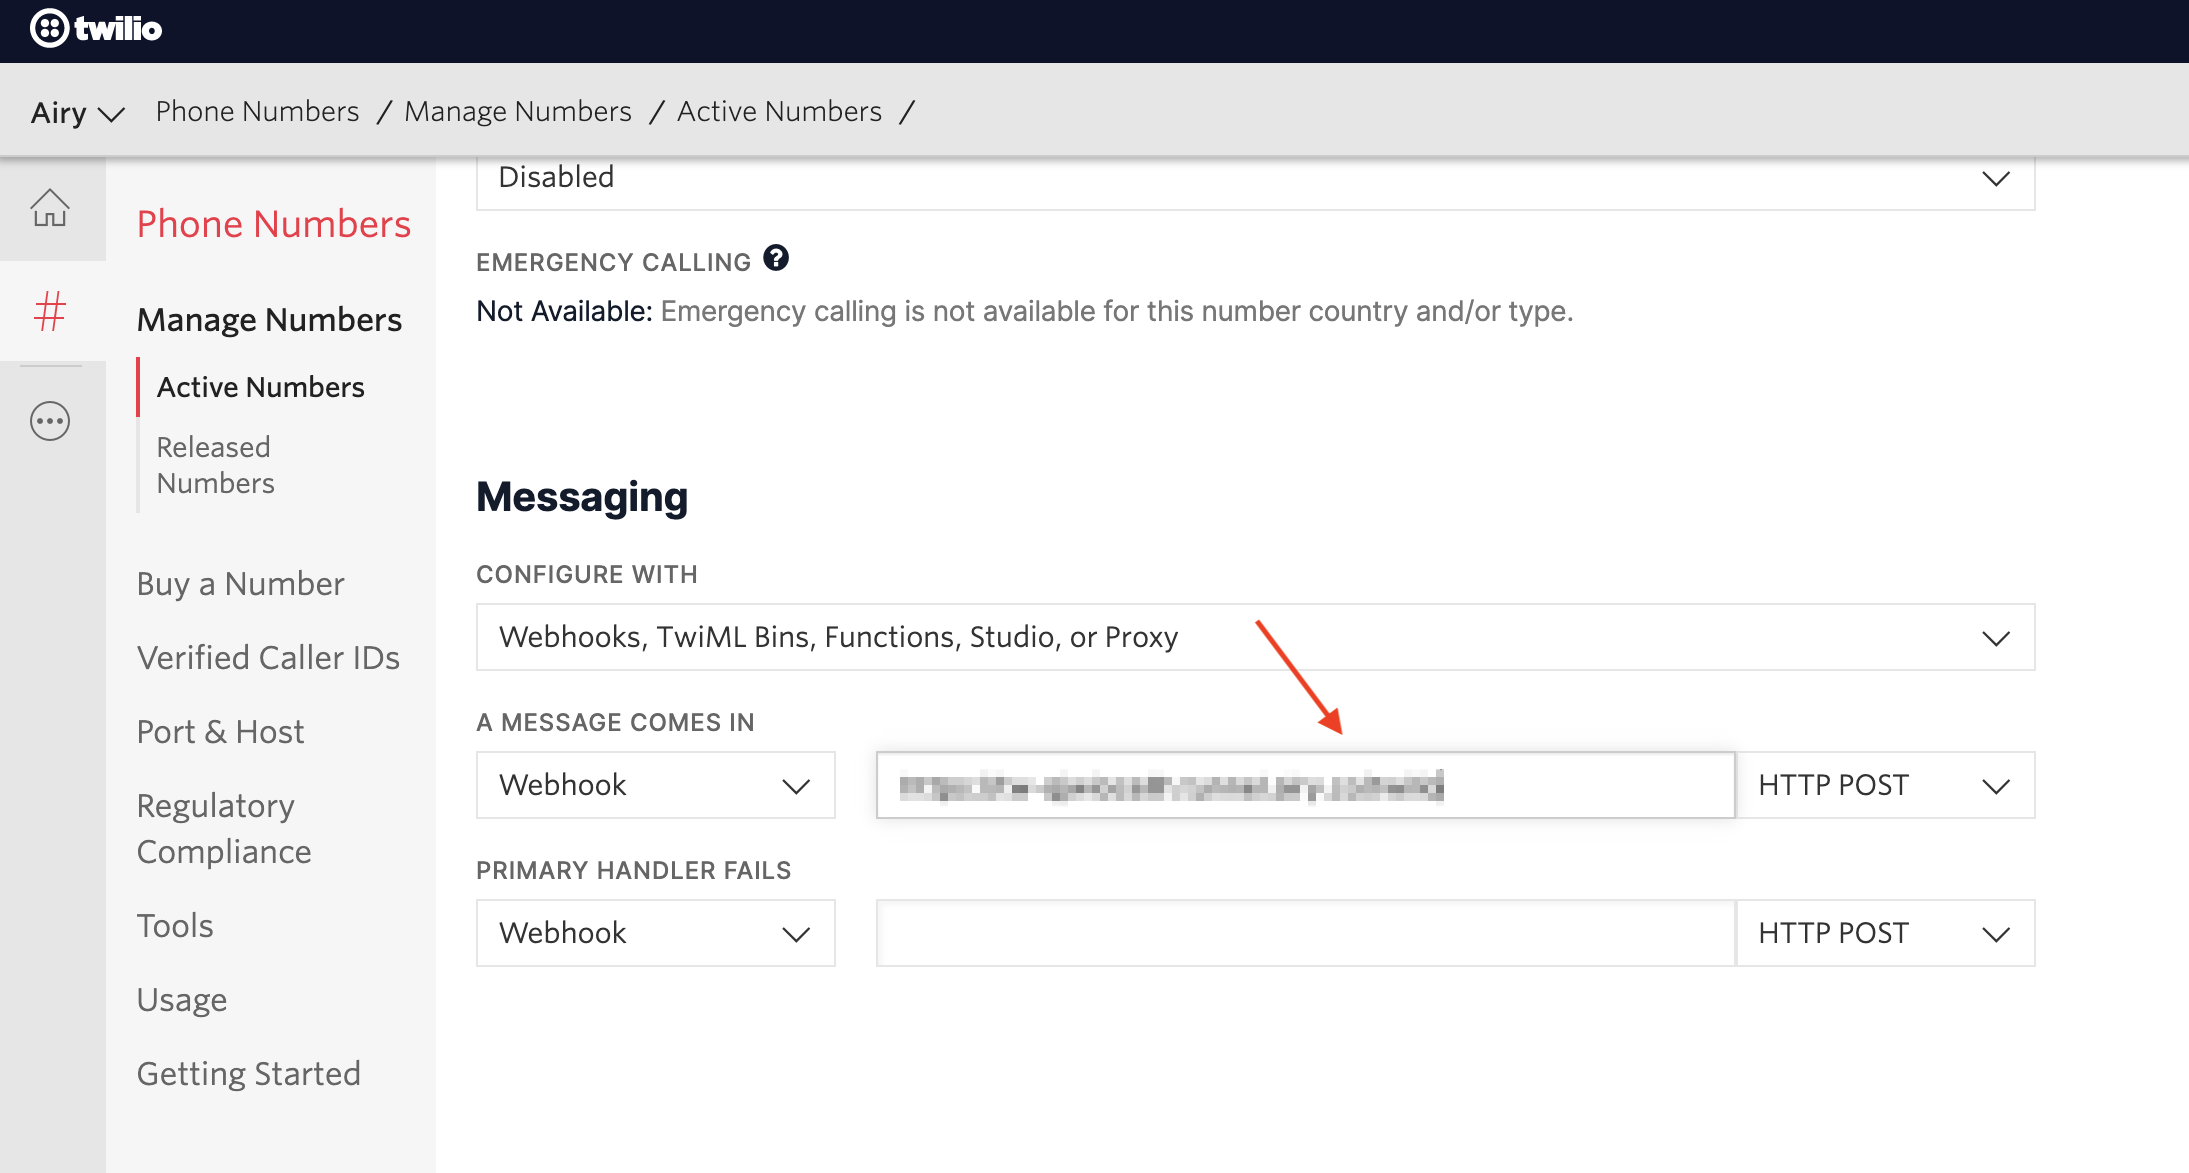 twilio
Airy
Phone Numbers / Manage Numbers / Active Numbers /
Phone Numbers
Manage Numbers
Active Numbers
Released
Numbers
Buy a Number
Verified Caller IDs
Port & Host
Regulatory
Compliance
Tools
Usage
Getting Started
Disabled
EMERGENCY CALLING ?
Not Available: Emergency calling is not available for this number country and/or type.
Messaging
CONFIGURE WITH
Webhooks, TwiML Bins, Functions, Studio, or Proxy
A MESSAGE COMES IN
Webhook
HTTP POST
PRIMARY HANDLER FAILS
Webhook
HTTP POST